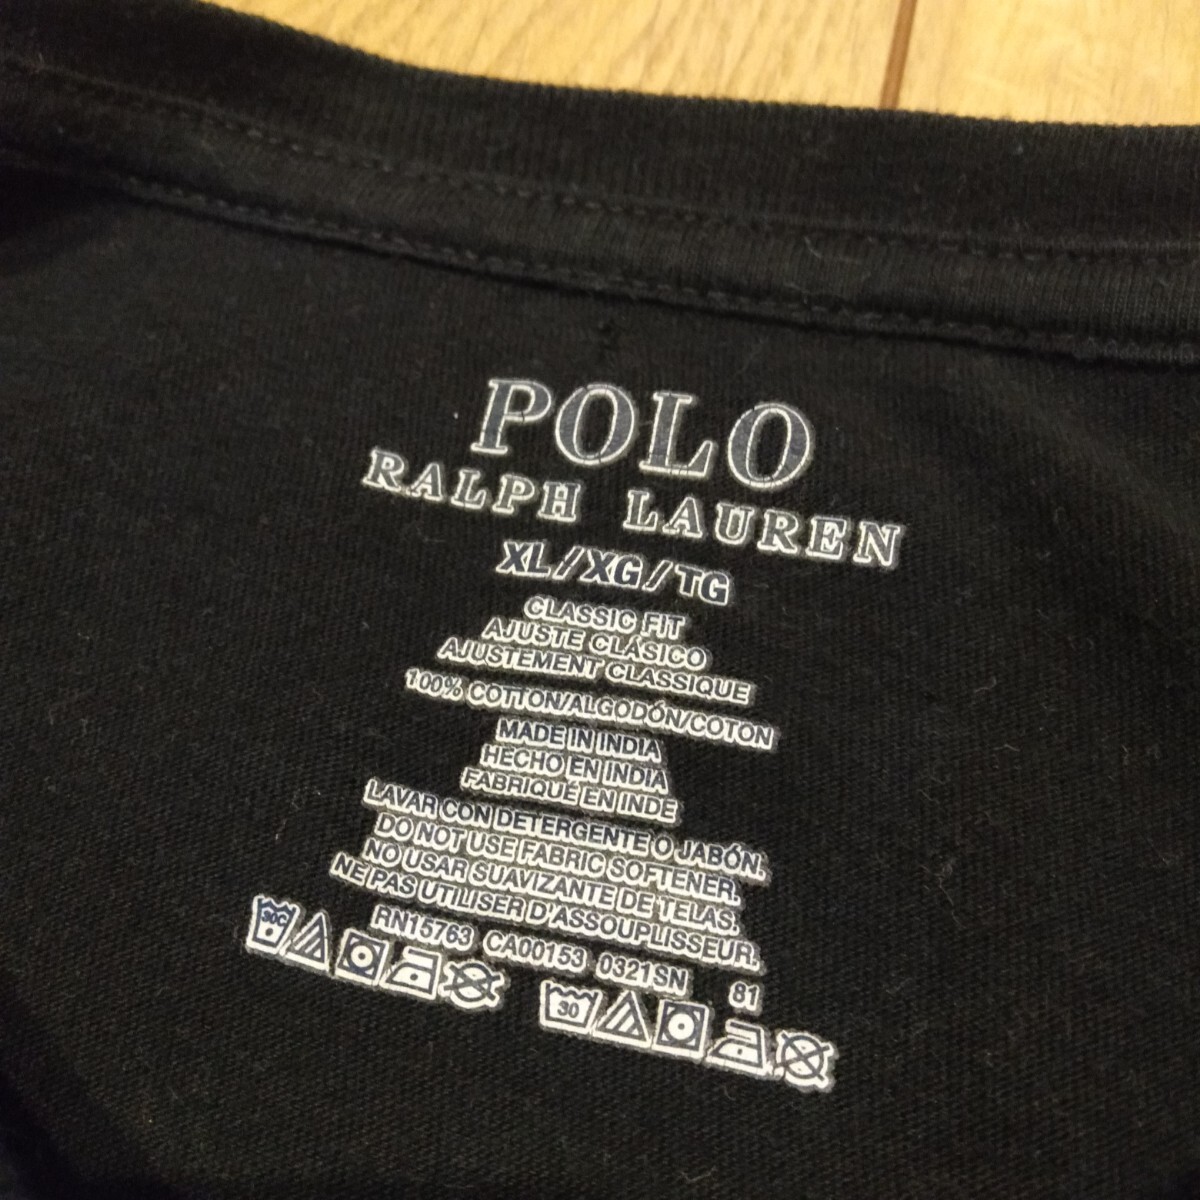 POLO
RALPH LAUREN
XL/XG/TG
CLASSIC FIT
AJUSTE CLÁSICO
AJUSTEMENT CLASSIQUE
100% COTTON/ALGODÓN/COTON
MADE IN INDIA
HECHO EN INDIA
FABRIQUÉ EN INDE
LAVAR CON DETERGENTE O JABÓN.
DO NOT USE FABRIC SOFTENER.
NO USAR SUAVIZANTE DE TELAS.
NE PAS UTILISER D'ASSOUPLISSEUR.
RN15763 CA00153 0321SN 81
30C 30